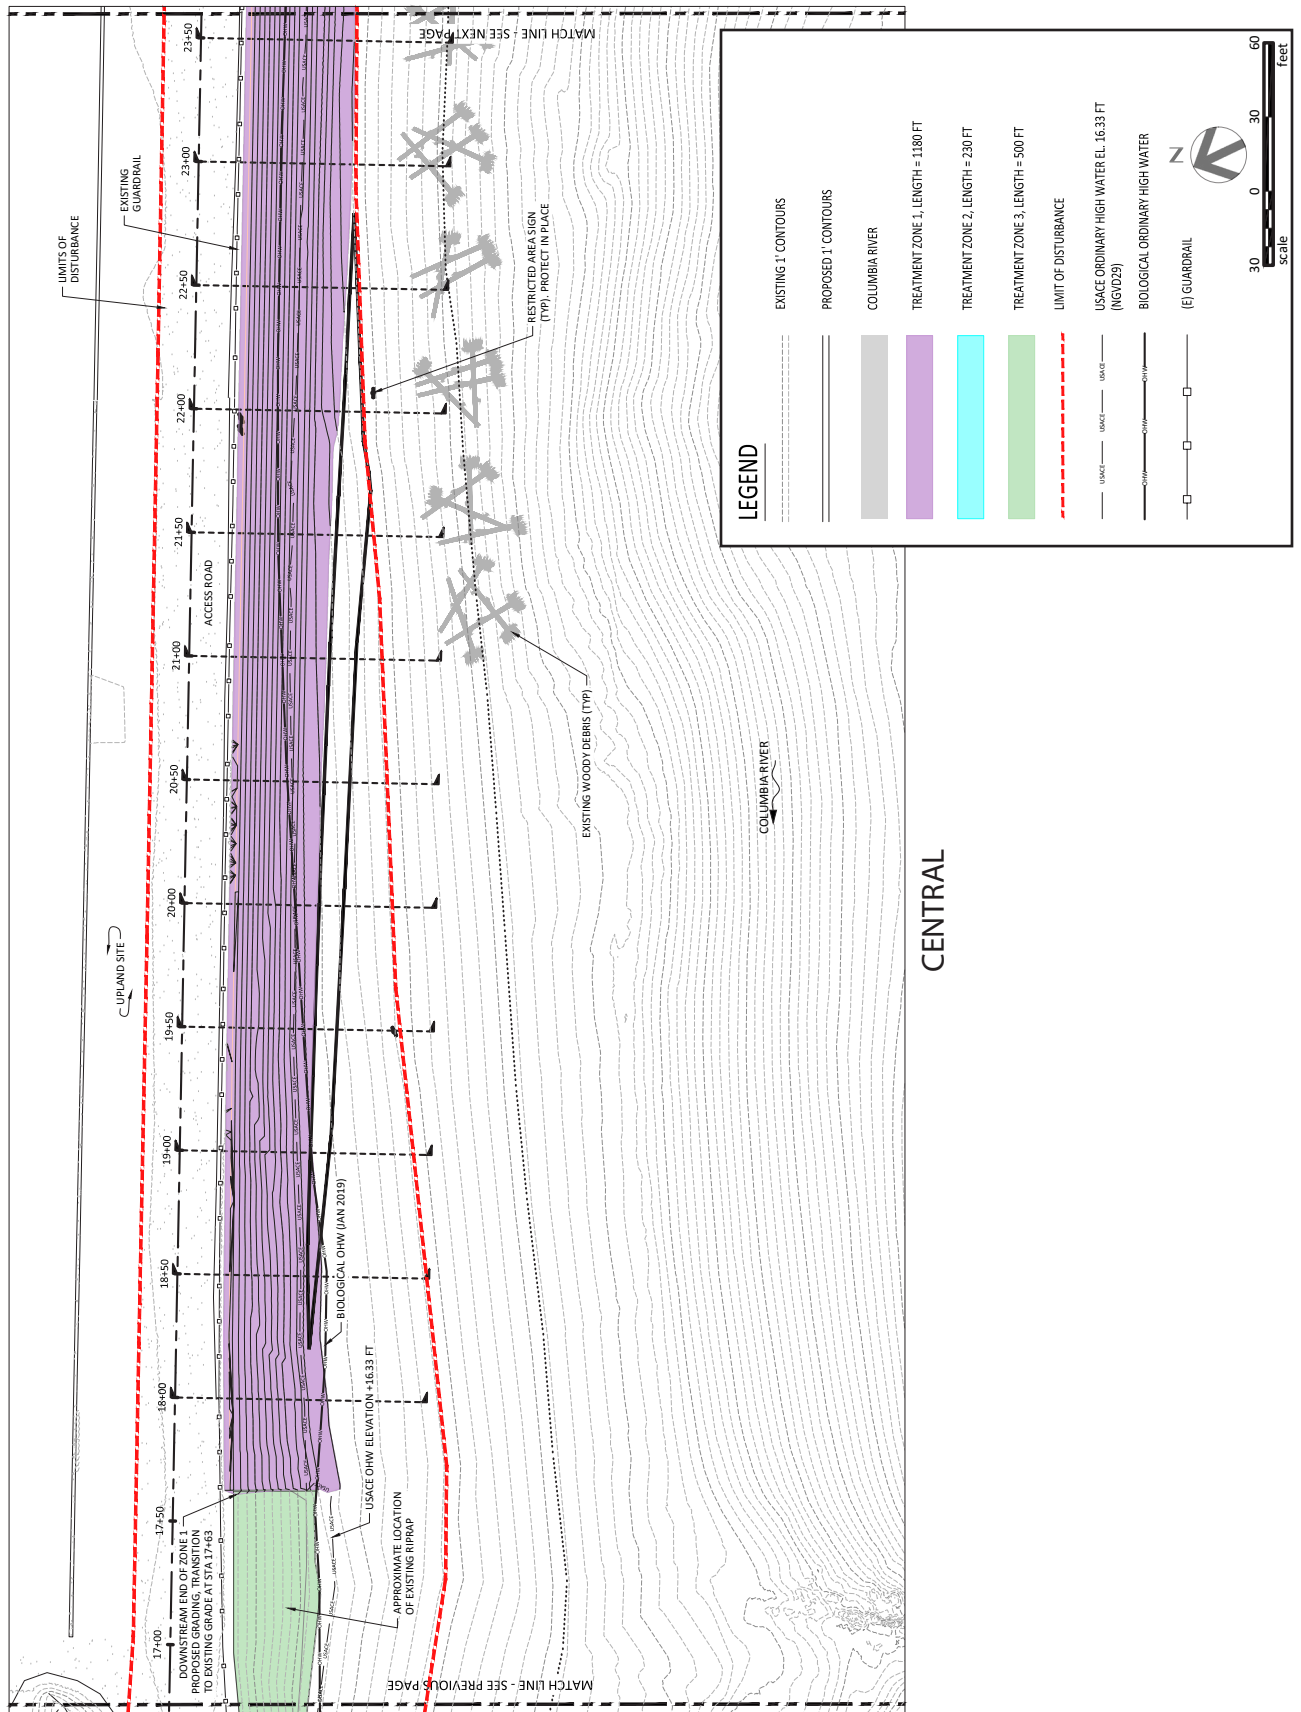 MATCH LINE - SEE NEXT PAGE
MATCH LINE - SEE PREVIOUS PAGE
17+00
17+50
18+00
18+50
19+00
19+50
20+00
20+50
21+00
21+50
22+00
22+50
23+00
23+50
LIMITS OF
DISTURBANCE
EXISTING
GUARDRAIL
ACCESS ROAD
UPLAND SITE
RESTRICTED AREA SIGN
(TYP). PROTECT IN PLACE
EXISTING WOODY DEBRIS (TYP)
COLUMBIA RIVER
BIOLOGICAL OHW (JAN 2019)
USACE OHW ELEVATION +16.33 FT
APPROXIMATE LOCATION
OF EXISTING RIPRAP
DOWNSTREAM END OF ZONE 1
PROPOSED GRADING, TRANSITION
TO EXISTING GRADE AT STA 17+63
CENTRAL
LEGEND
EXISTING 1' CONTOURS
PROPOSED 1' CONTOURS
COLUMBIA RIVER
TREATMENT ZONE 1, LENGTH = 1180 FT
TREATMENT ZONE 2, LENGTH = 230 FT
TREATMENT ZONE 3, LENGTH = 500 FT
LIMIT OF DISTURBANCE
USACE USACE USACE
USACE ORDINARY HIGH WATER EL. 16.33 FT
(NGVD29)
OHW OHW OHW
BIOLOGICAL ORDINARY HIGH WATER
(E) GUARDRAIL
N
30 0 30 60
scale feet